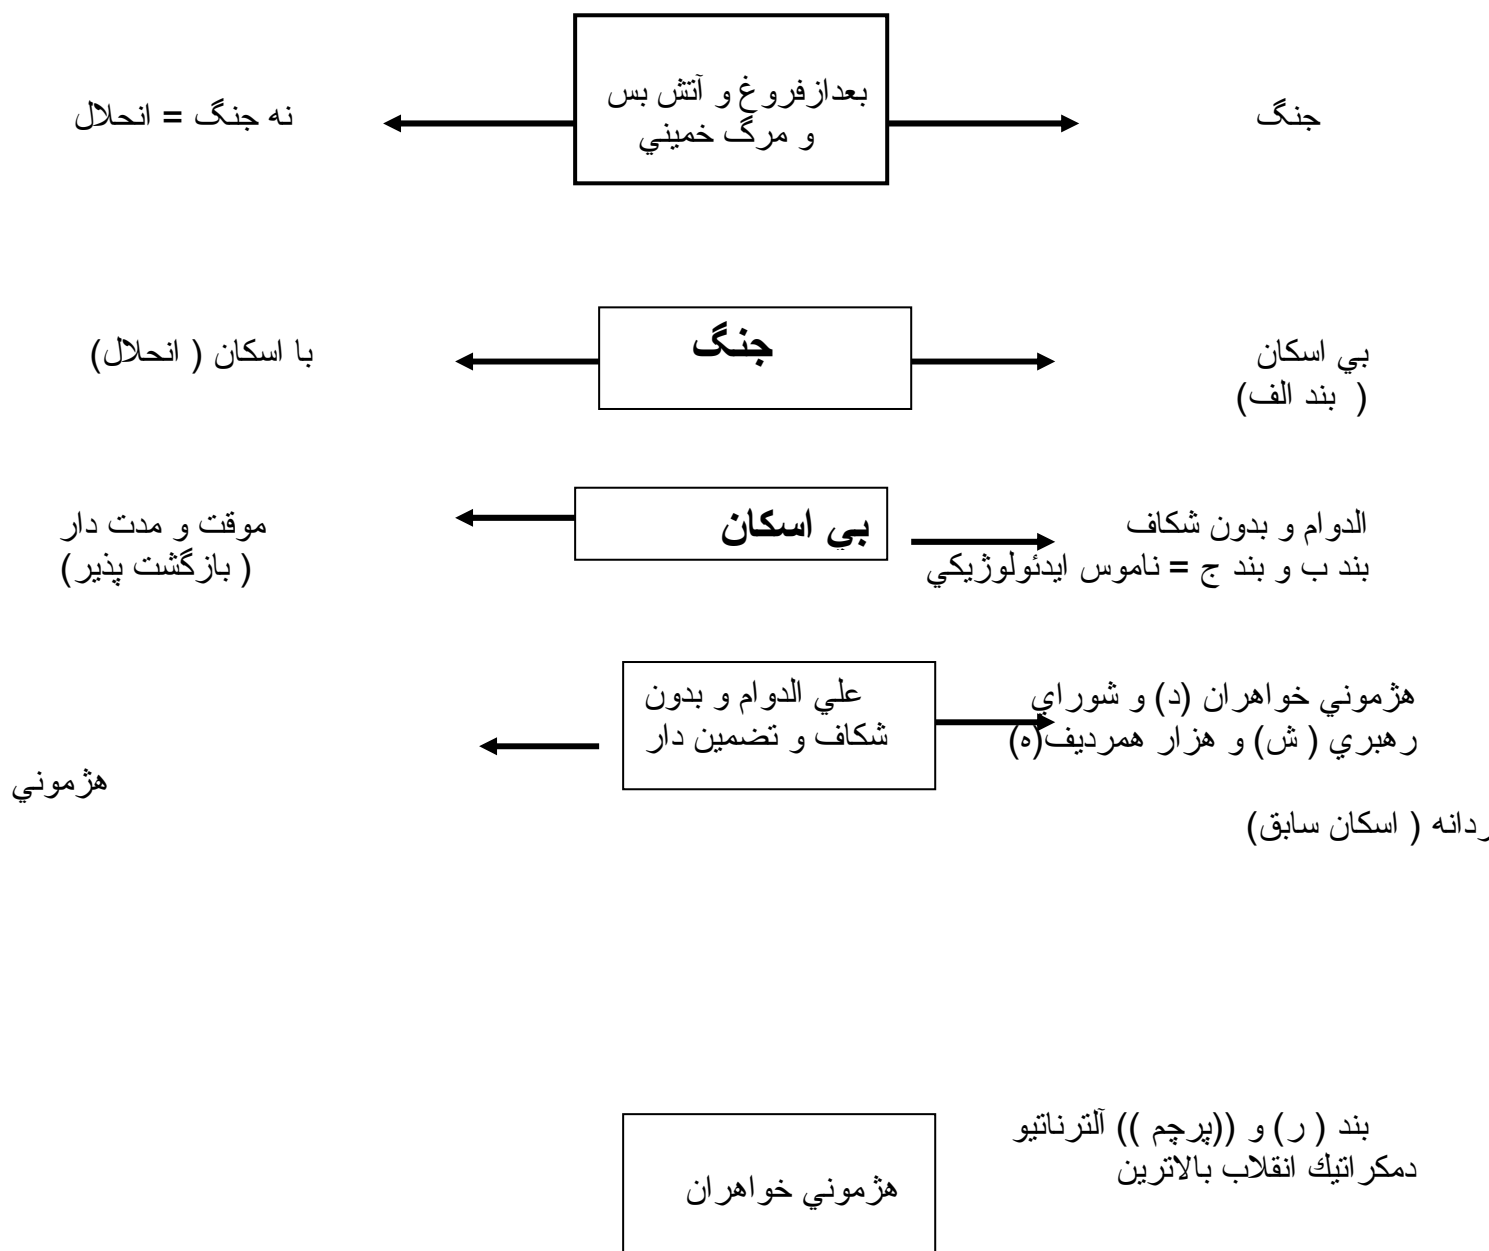 جنگ
بعدازفروغ و آتش بس
و مرگ خميني
نه جنگ = انحلال
بي اسكان
( بند الف)
جنگ
با اسكان ( انحلال)
الدوام و بدون شكاف
بند ب و بند ج = ناموس ايدئولوژيكي
بي اسكان
موقت و مدت دار
( بازگشت پذير)
هژموني خواهران (د) و شوراي
رهبري ( ش) و هزار همرديف(ه)
علي الدوام و بدون
شكاف و تضمين دار
هژموني
ردانه ( اسكان سابق)
بند ( ر) و ((پرچم )) آلترناتيو
دمكراتيك انقلاب بالاترين
هژموني خواهران